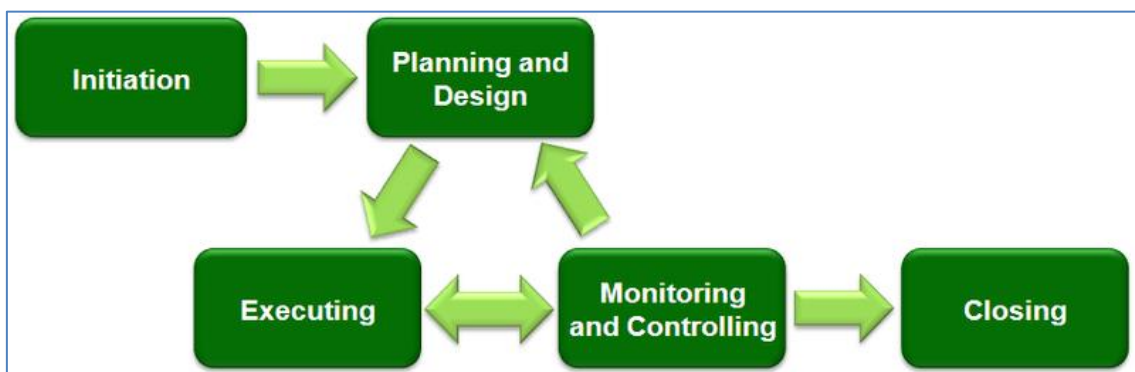 Initiation
Planning and
Design
Executing
Monitoring
and Controlling
Closing